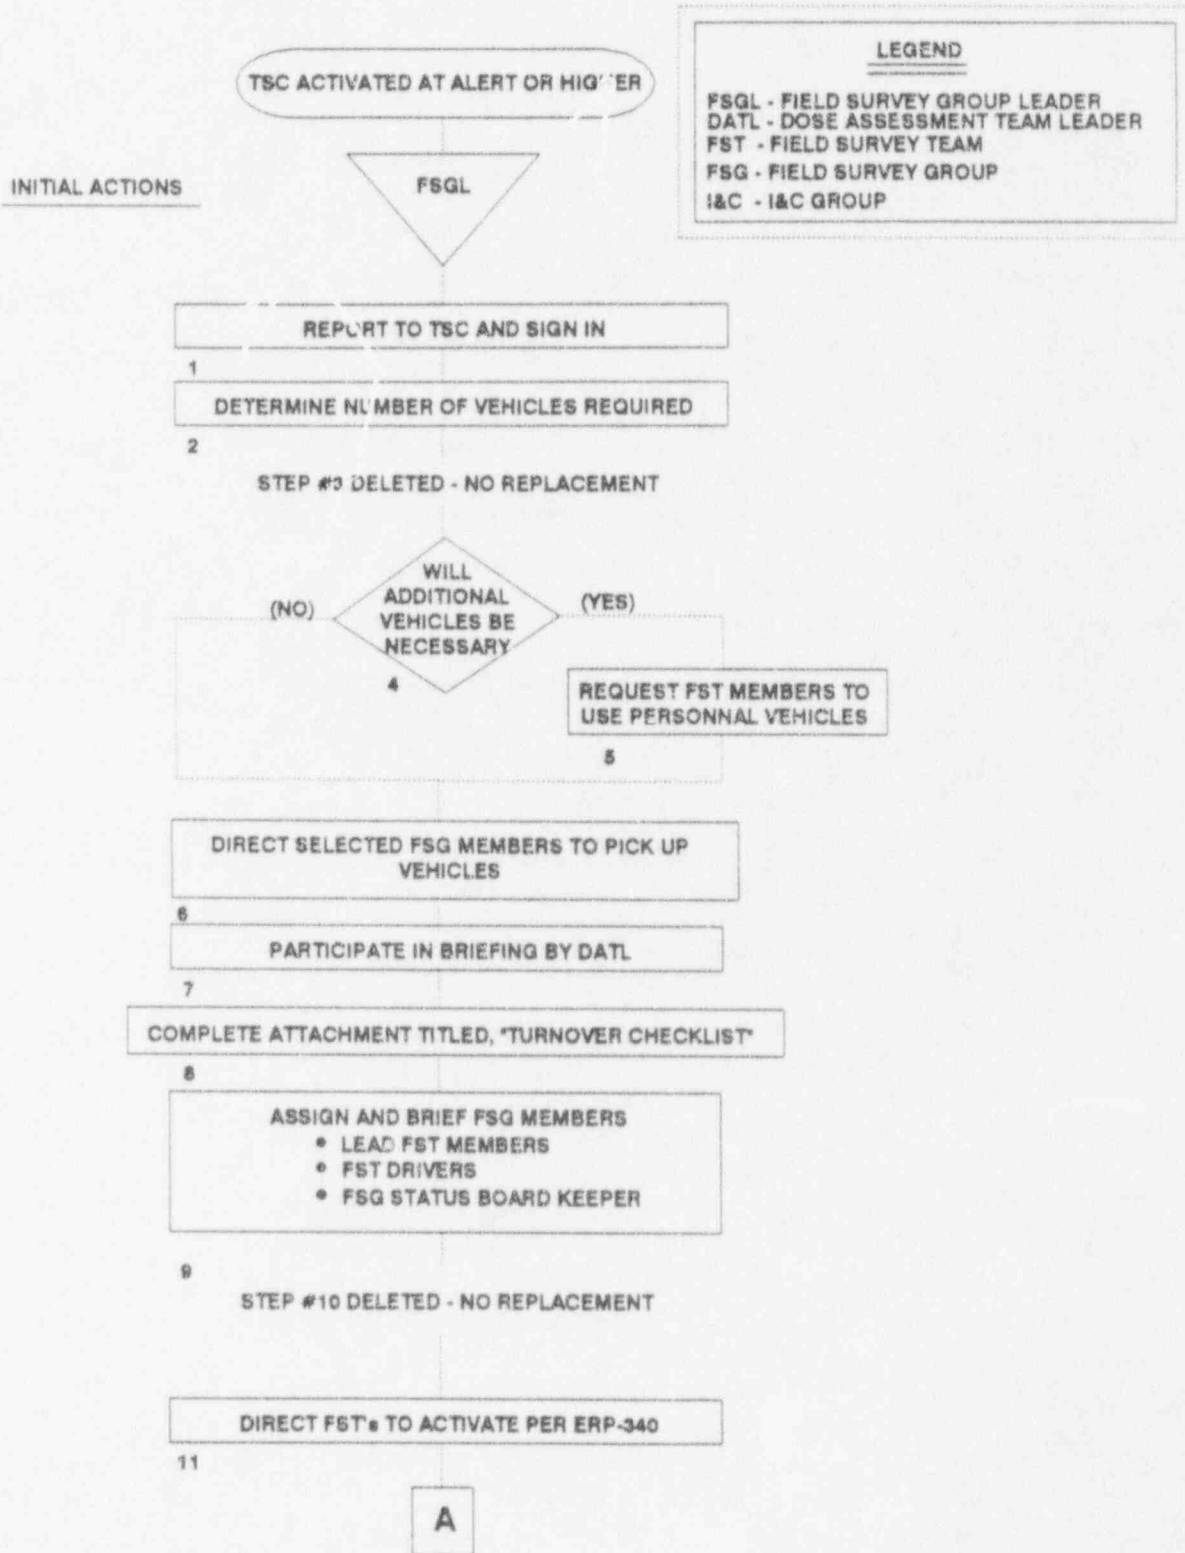 TSC ACTIVATED AT ALERT OR HIGHER
LEGEND
FSGL - FIELD SURVEY GROUP LEADER
DATL - DOSE ASSESSMENT TEAM LEADER
FST - FIELD SURVEY TEAM
FSG - FIELD SURVEY GROUP
I&C - I&C GROUP
INITIAL ACTIONS
FSGL
REPORT TO TSC AND SIGN IN
1
DETERMINE NUMBER OF VEHICLES REQUIRED
2
STEP #3 DELETED - NO REPLACEMENT
WILL
ADDITIONAL
VEHICLES BE
NECESSARY
4
(NO)
(YES)
REQUEST FST MEMBERS TO
USE PERSONNAL VEHICLES
5
DIRECT SELECTED FSG MEMBERS TO PICK UP
VEHICLES
6
PARTICIPATE IN BRIEFING BY DATL
7
COMPLETE ATTACHMENT TITLED, "TURNOVER CHECKLIST"
8
ASSIGN AND BRIEF FSG MEMBERS
• LEAD FST MEMBERS
• FST DRIVERS
• FSG STATUS BOARD KEEPER
9
STEP #10 DELETED - NO REPLACEMENT
DIRECT FST's TO ACTIVATE PER ERP-340
11
A